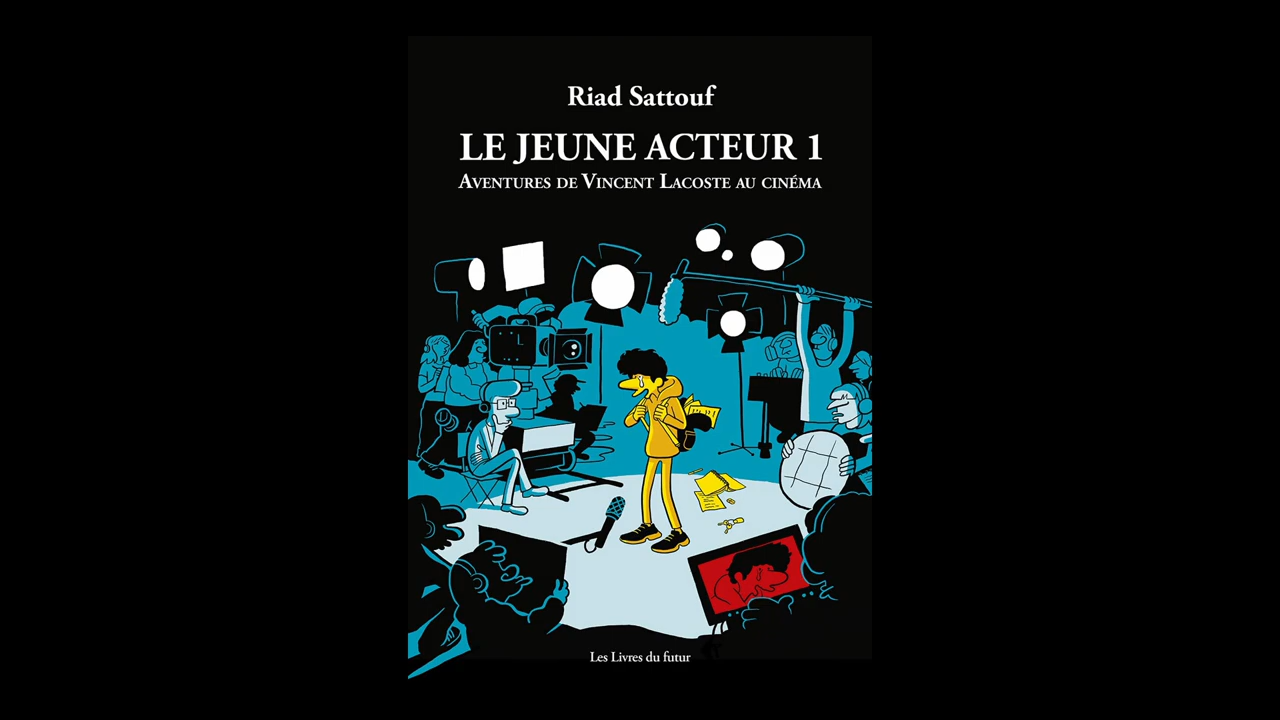 Riad Sattouf
LE JEUNE ACTEUR 1
AVENTURES DE VINCENT LACOSTE AU CINÉMA
Les Livres du futur